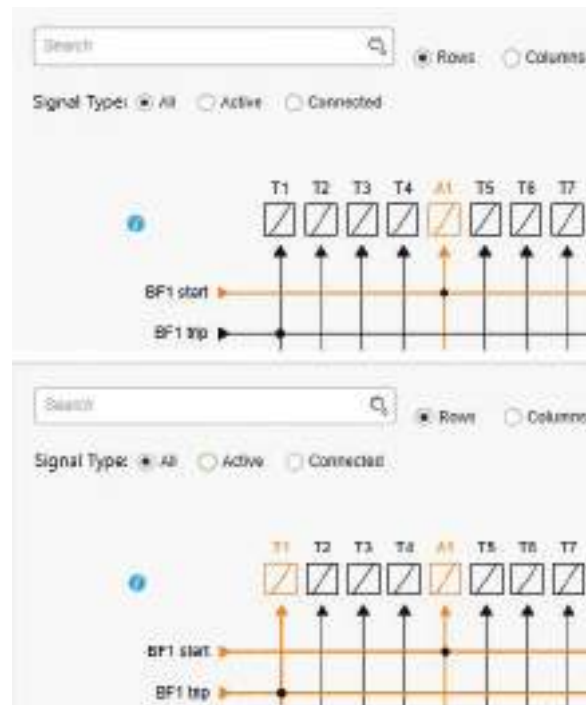 Search
Rows Columns
Signal Type: All Active Connected
T1 T2 T3 T4 A1 T5 T6 T7
BF1 start
BF1 trip
Search
Rows Columns
Signal Type: All Active Connected
T1 T2 T3 T4 A1 T5 T6 T7
BF1 start
BF1 trip